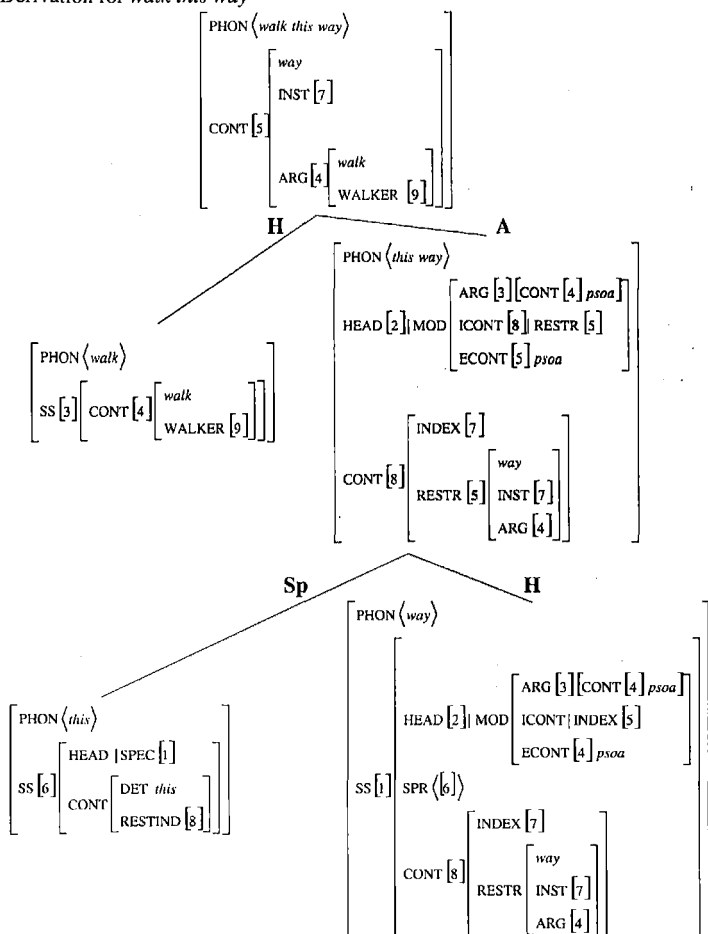 Derivation for walk this way
PHON ⟨walk this way⟩
way
INST [7]
CONT [5]
ARG [4]
walk
WALKER [9]
H
A
PHON ⟨this way⟩
ARG [3] [CONT [4] psoa]
HEAD [2] | MOD
ICONT [8] | RESTR [5]
ECONT [5] psoa
PHON ⟨walk⟩
SS [3]
CONT [4]
walk
WALKER [9]
INDEX [7]
CONT [8]
RESTR [5]
way
INST [7]
ARG [4]
Sp
H
PHON ⟨way⟩
ARG [3] [CONT [4] psoa]
HEAD [2] | MOD
ICONT | INDEX [5]
ECONT [4] psoa
PHON ⟨this⟩
HEAD | SPEC [1]
SS [6]
CONT
DET this
RESTIND [8]
SS [1]
SPR ⟨[6]⟩
INDEX [7]
CONT [8]
RESTR
way
INST [7]
ARG [4]